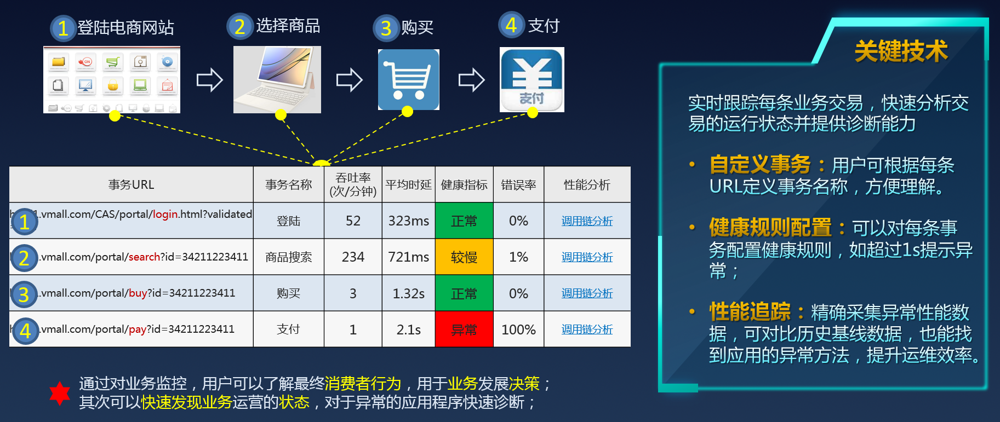 1 登陆电商网站
2 选择商品
3 购买
4 支付
ON
支付
事务URL 事务名称 吞吐率(次/分钟) 平均时延 健康指标 错误率 性能分析
1 .vmall.com/CAS/portal/login.html?validated 登陆 52 323ms 正常 0% 调用链分析
2 .vmall.com/portal/search?id=34211223411 商品搜索 234 721ms 较慢 1% 调用链分析
3 .vmall.com/portal/buy?id=34211223411 购买 3 1.32s 正常 0% 调用链分析
4 .vmall.com/portal/pay?id=34211223411 支付 1 2.1s 异常 100% 调用链分析
通过对业务监控，用户可以了解最终消费者行为，用于业务发展决策；
其次可以快速发现业务运营的状态，对于异常的应用程序快速诊断；
关键技术
实时跟踪每条业务交易，快速分析交
易的运行状态并提供诊断能力
• 自定义事务：用户可根据每条
URL定义事务名称，方便理解。
• 健康规则配置：可以对每条事
务配置健康规则，如超过1s提示异
常；
• 性能追踪：精确采集异常性能数
据，可对比历史基线数据，也能找
到应用的异常方法，提升运维效率。